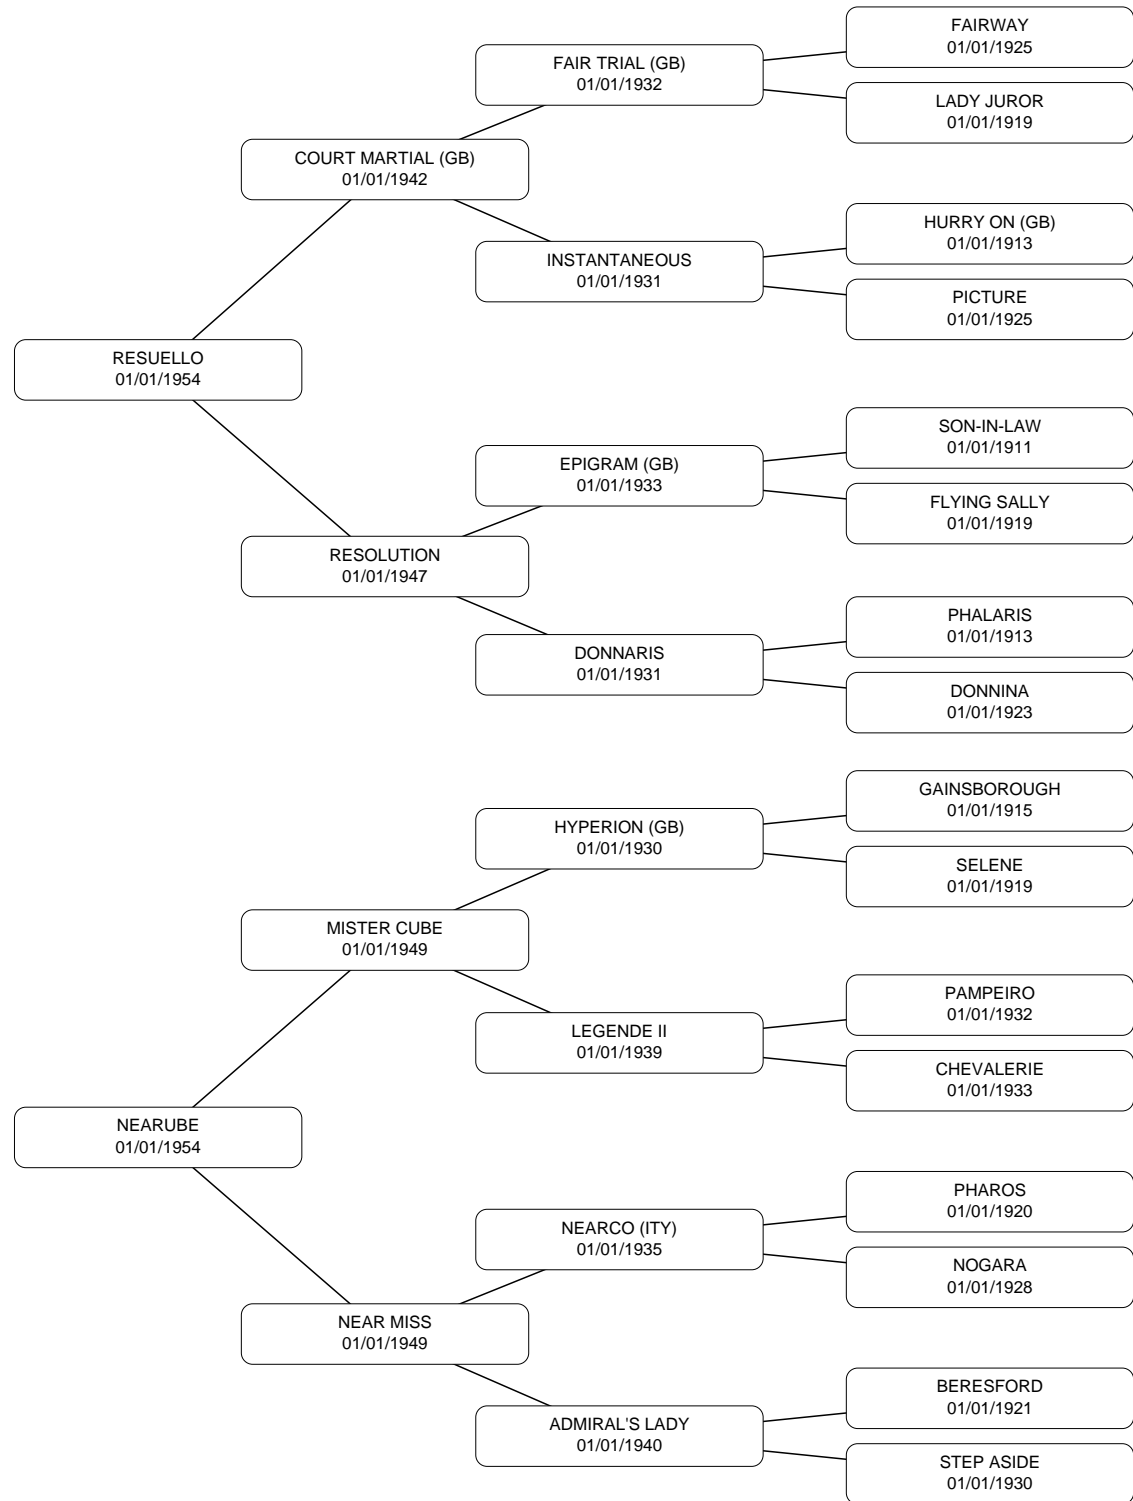 FAIRWAY
01/01/1925
FAIR TRIAL (GB)
01/01/1932
LADY JUROR
01/01/1919
COURT MARTIAL (GB)
01/01/1942
HURRY ON (GB)
01/01/1913
INSTANTANEOUS
01/01/1931
PICTURE
01/01/1925
RESUELLO
01/01/1954
SON-IN-LAW
01/01/1911
EPIGRAM (GB)
01/01/1933
FLYING SALLY
01/01/1919
RESOLUTION
01/01/1947
PHALARIS
01/01/1913
DONNARIS
01/01/1931
DONNINA
01/01/1923
GAINSBOROUGH
01/01/1915
HYPERION (GB)
01/01/1930
SELENE
01/01/1919
MISTER CUBE
01/01/1949
PAMPEIRO
01/01/1932
LEGENDE II
01/01/1939
CHEVALERIE
01/01/1933
NEARUBE
01/01/1954
PHAROS
01/01/1920
NEARCO (ITY)
01/01/1935
NOGARA
01/01/1928
NEAR MISS
01/01/1949
BERESFORD
01/01/1921
ADMIRAL'S LADY
01/01/1940
STEP ASIDE
01/01/1930